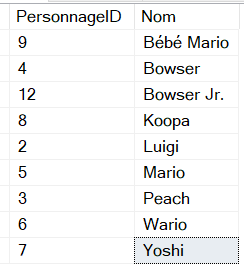 PersonnageID Nom
9 Bébé Mario
4 Bowser
12 Bowser Jr.
8 Koopa
2 Luigi
5 Mario
3 Peach
6 Wario
7 Yoshi